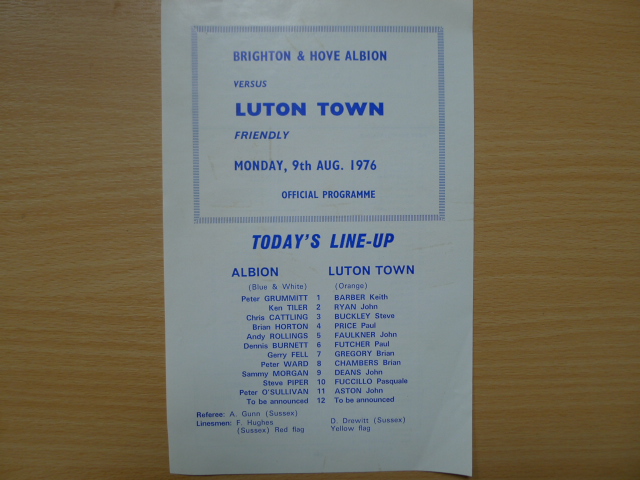 BRIGHTON & HOVE ALBION
VERSUS
LUTON TOWN
FRIENDLY
MONDAY, 9th AUG. 1976
OFFICIAL PROGRAMME
TODAY'S LINE-UP
ALBION LUTON TOWN
(Blue & White) (Orange)
Peter GRUMMITT 1 BARBER Keith
Ken TILER 2 RYAN John
Chris CATTLING 3 BUCKLEY Steve
Brian HORTON 4 PRICE Paul
Andy ROLLINGS 5 FAULKNER John
Dennis BURNETT 6 FUTCHER Paul
Gerry FELL 7 GREGORY Brian
Peter WARD 8 CHAMBERS Brian
Sammy MORGAN 9 DEANS John
Steve PIPER 10 FUCCILLO Pasquale
Peter O'SULLIVAN 11 ASTON John
To be announced 12 To be announced
Referee: A. Gunn (Sussex)
Linesmen: F. Hughes D. Drewitt (Sussex)
(Sussex) Red flag Yellow flag